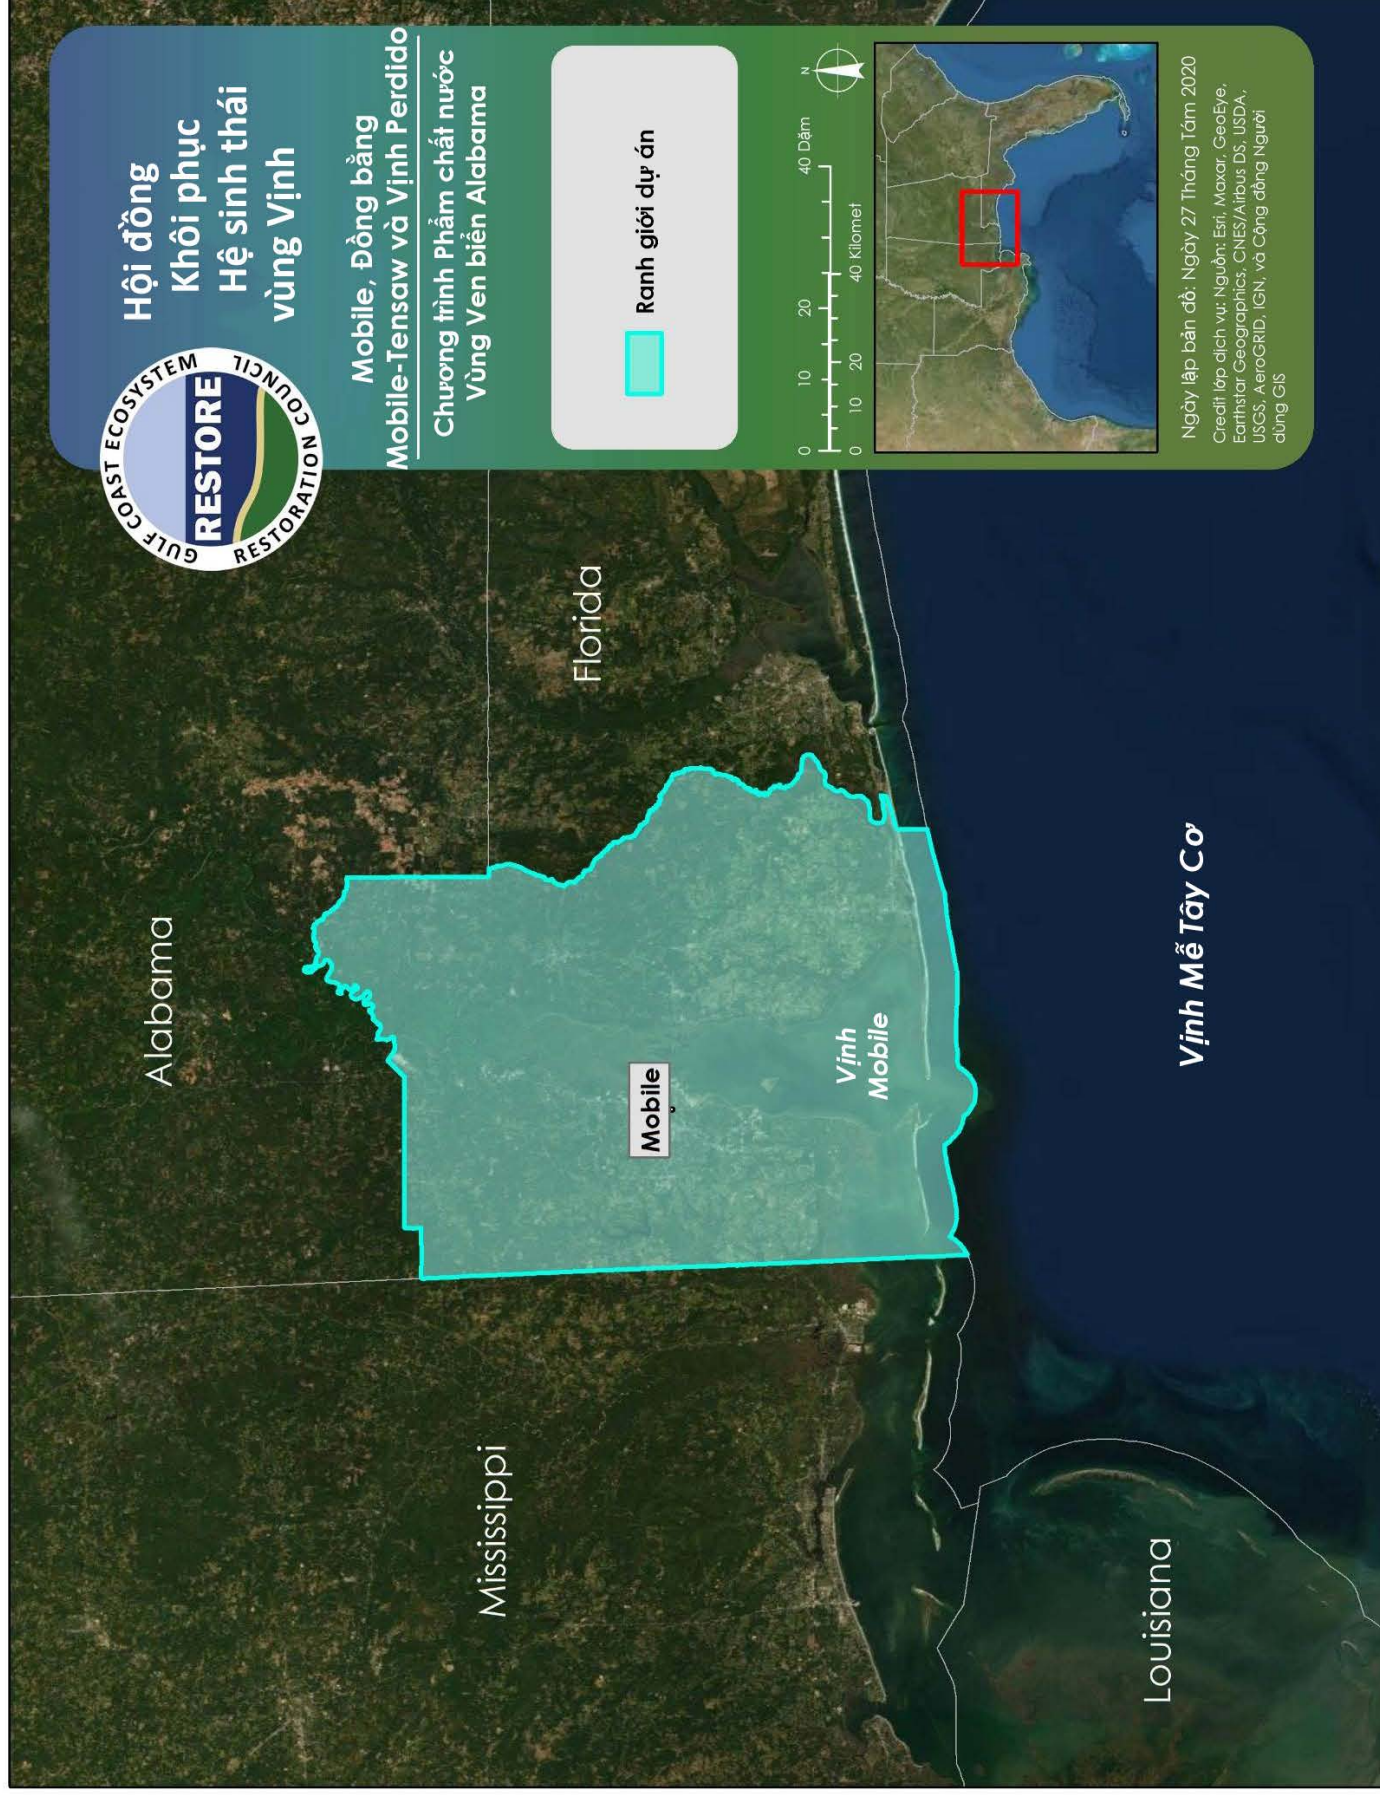 GULF COAST ECOSYSTEM
RESTORE
RESTORATION COUNCIL
Hội đồng
Khôi phục
Hệ sinh thái
vùng Vịnh
Mobile, Đồng bằng
Mobile-Tensaw và Vịnh Perdido
Chương trình Phẩm chất nước
Vùng Ven biển Alabama
Ranh giới dự án
0 10 20 40 Dặm
0 10 20 40 Kilomet
N
Ngày lập bản đồ: Ngày 27 Tháng Tám 2020
Credit lớp dịch vụ: Nguồn: Esri, Maxar, GeoEye,
Earthstar Geographics, CNES/Airbus DS, USDA,
USGS, AeroGRID, IGN, và Cộng đồng Người
dùng GIS
Alabama
Mississippi
Florida
Mobile
Vịnh
Mobile
Louisiana
Vịnh Mễ Tây Cơ